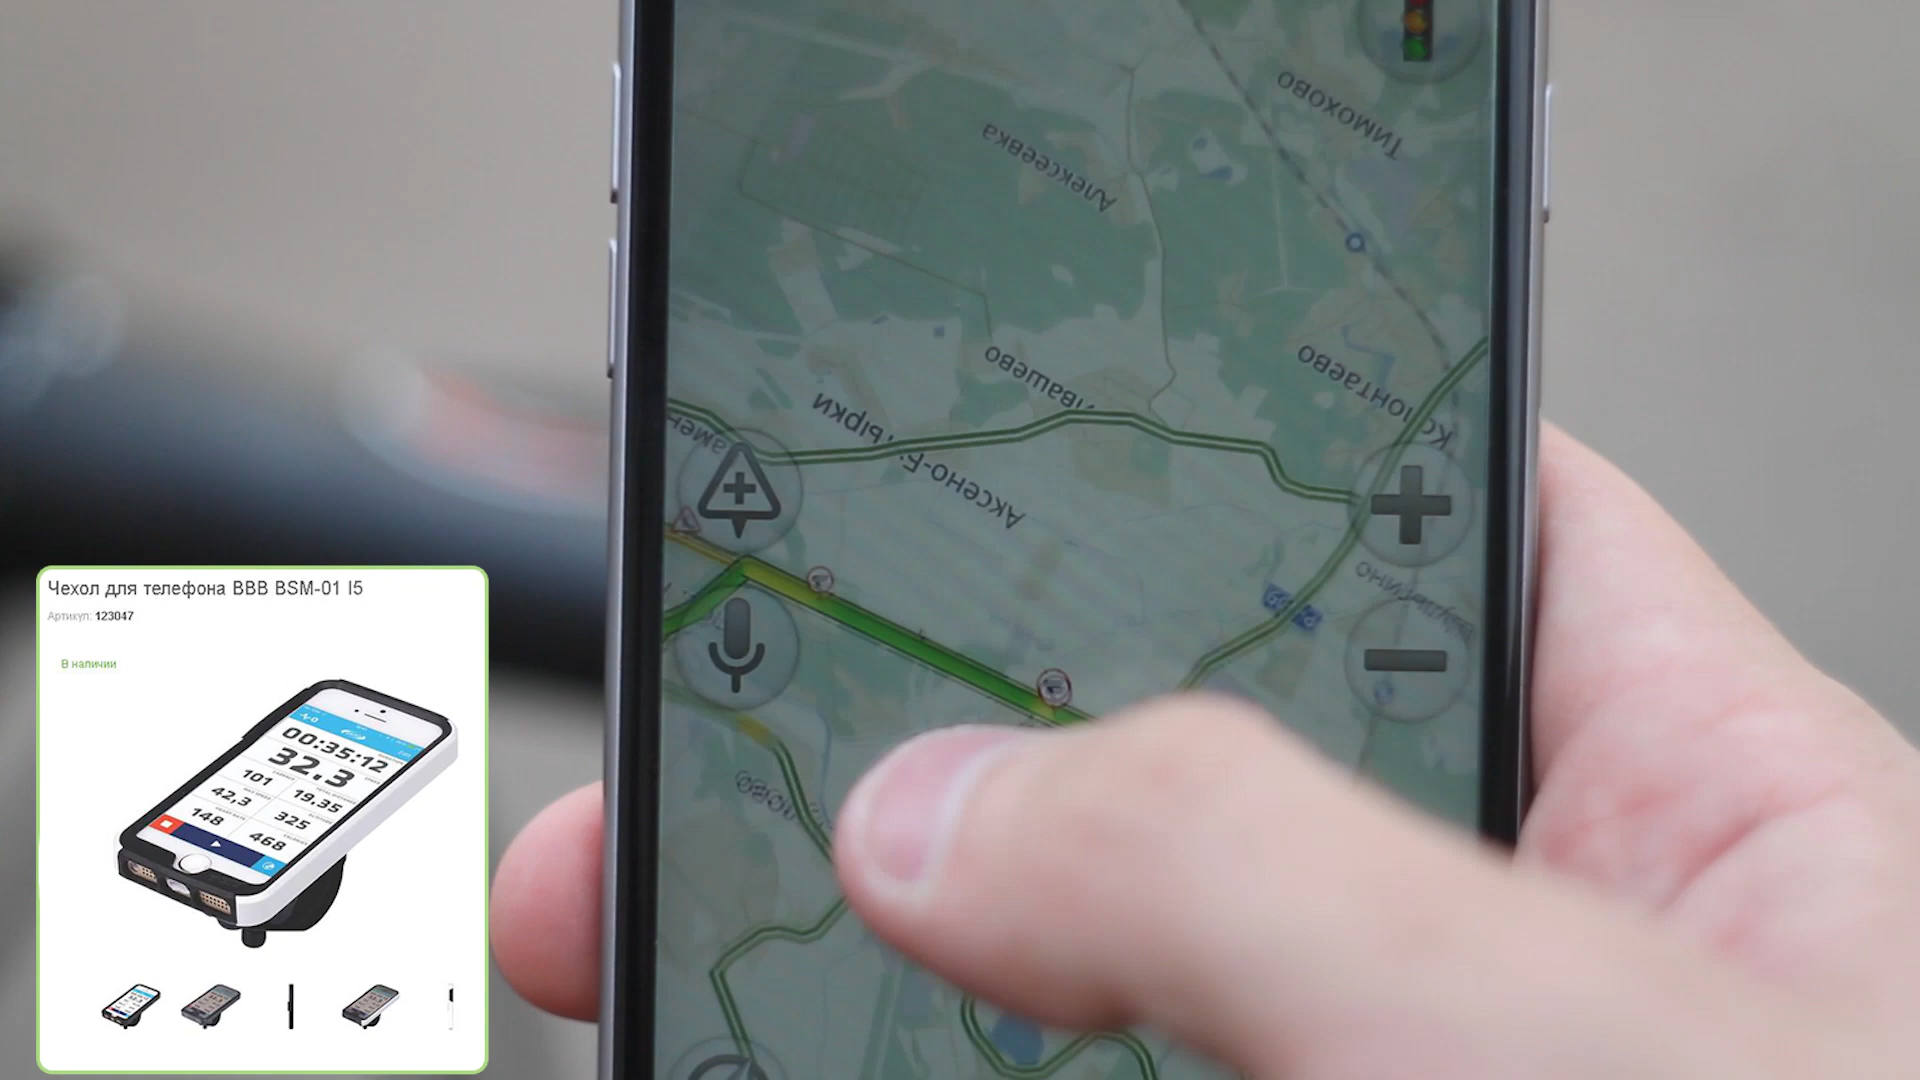 Тимохово
Алексеевка
Ивашево
Колонтаево
Аксено-Бутырки
Чехол для телефона BBB BSM-01 I5
Артикул: 123047
В наличии
00:35:12
32.3
101
19,35
42,3
325
148
468